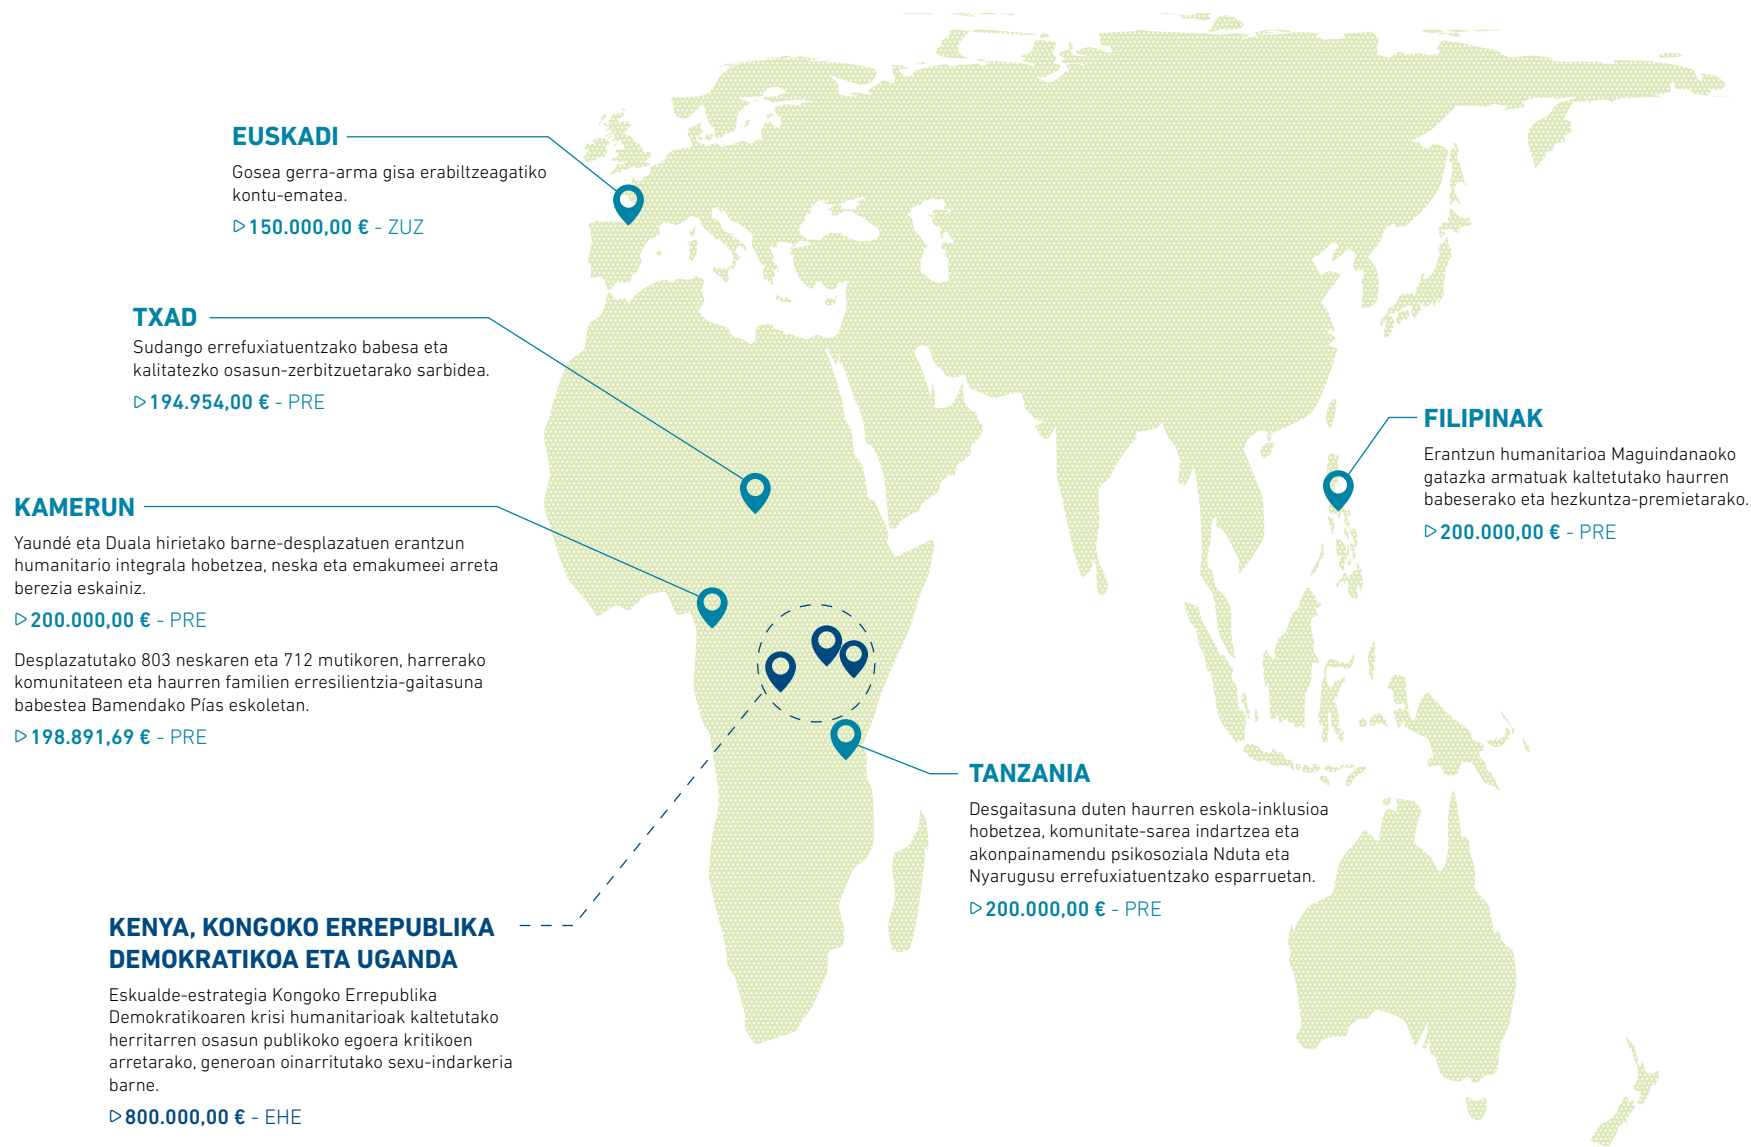 EUSKADI
Gosea gerra-arma gisa erabiltzeagatiko
kontu-ematea.
150.000,00 € - ZUZ
TXAD
Sudango errefuxiatuentzako babesa eta
kalitatezko osasun-zerbitzuetarako sarbidea.
194.954,00 € - PRE
KAMERUN
Yaundé eta Duala hirietako barne-desplazatuen erantzun
humanitario integrala hobetzea, neska eta emakumeei arreta
berezia eskainiz.
200.000,00 € - PRE
Desplazatutako 803 neskaren eta 712 mutikoren, harrerako
komunitateen eta haurren familien erresilientzia-gaitasuna
babestea Bamendako Pías eskoletan.
198.891,69 € - PRE
FILIPINAK
Erantzun humanitarioa Maguindanaoko
gatazka armatuak kaltetutako haurren
babeserako eta hezkuntza-premietarako.
200.000,00 € - PRE
TANZANIA
Desgaitasuna duten haurren eskola-inklusioa
hobetzea, komunitate-sarea indartzea eta
akonpainamendu psikosoziala Nduta eta
Nyarugusu errefuxiatuentzako esparruetan.
200.000,00 € - PRE
KENYA, KONGOKO ERREPUBLIKA
DEMOKRATIKOA ETA UGANDA
Eskualde-estrategia Kongoko Errepublika
Demokratikoaren krisi humanitarioak kaltetutako
herritarren osasun publikoko egoera kritikoen
arretarako, generoan oinarritutako sexu-indarkeria
barne.
800.000,00 € - EHE